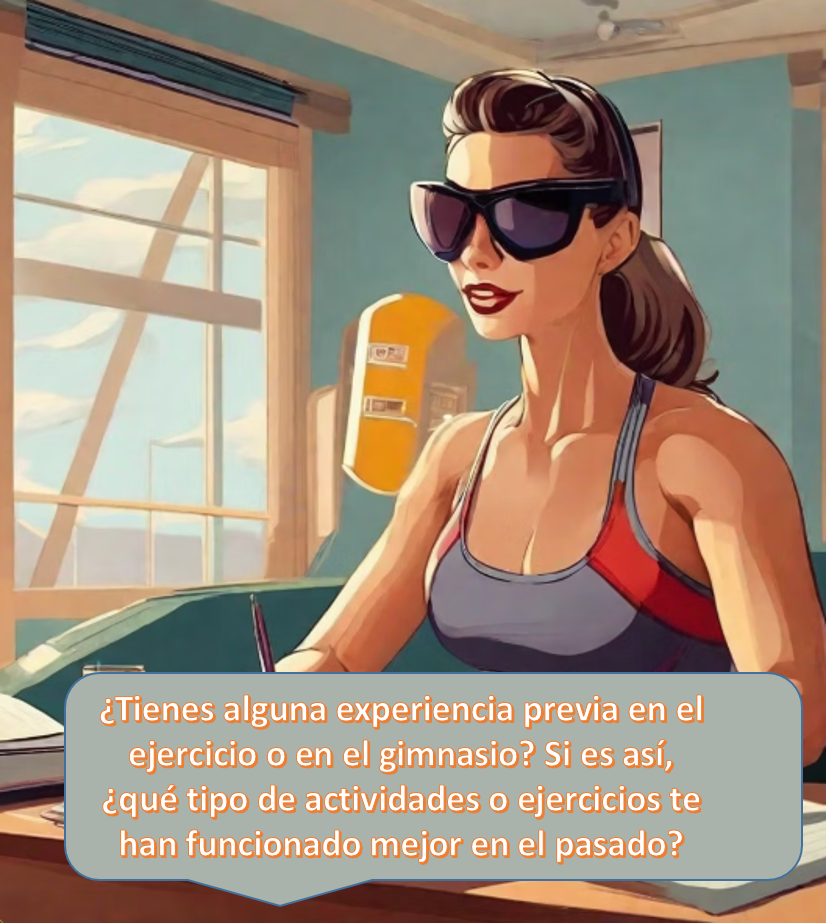 ¿Tienes alguna experiencia previa en el
ejercicio o en el gimnasio? Si es así,
¿qué tipo de actividades o ejercicios te
han funcionado mejor en el pasado?